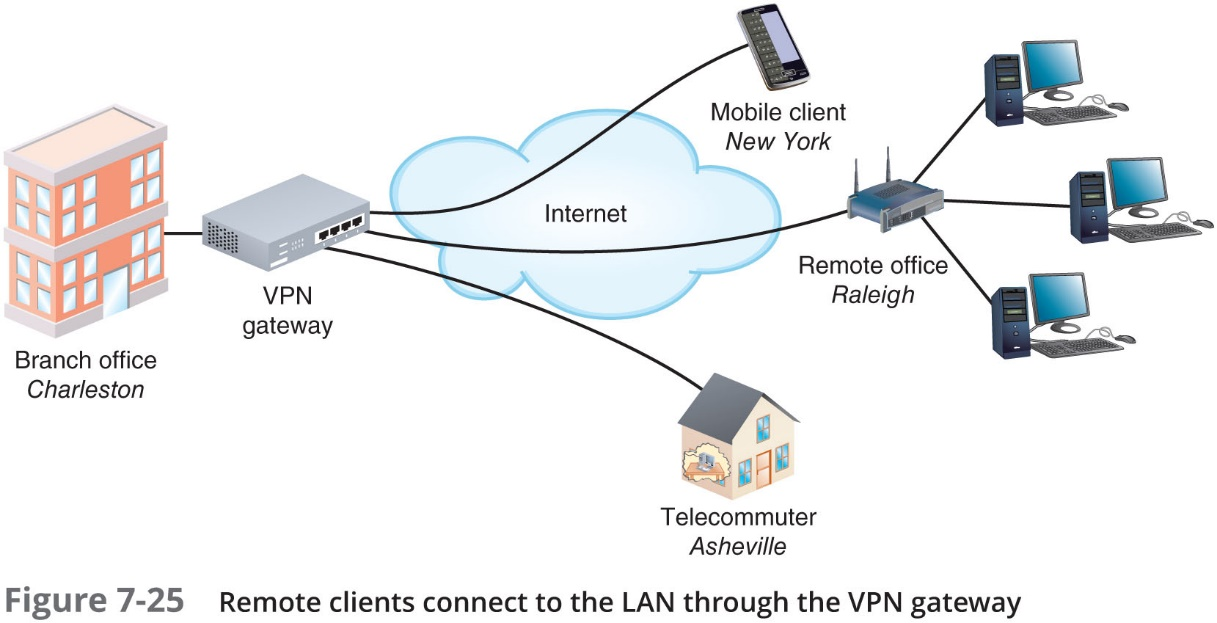 Mobile client
New York
Internet
Remote office
Raleigh
VPN
gateway
Branch office
Charleston
Telecommuter
Asheville
Figure 7-25 Remote clients connect to the LAN through the VPN gateway